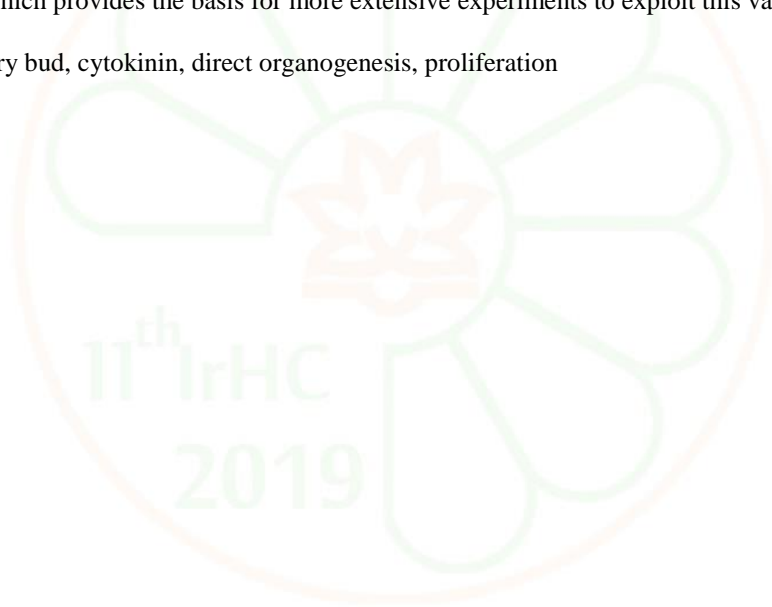 which provides the basis for more extensive experiments to exploit this va
ry bud, cytokinin, direct organogenesis, proliferation
11th IrHC
2019